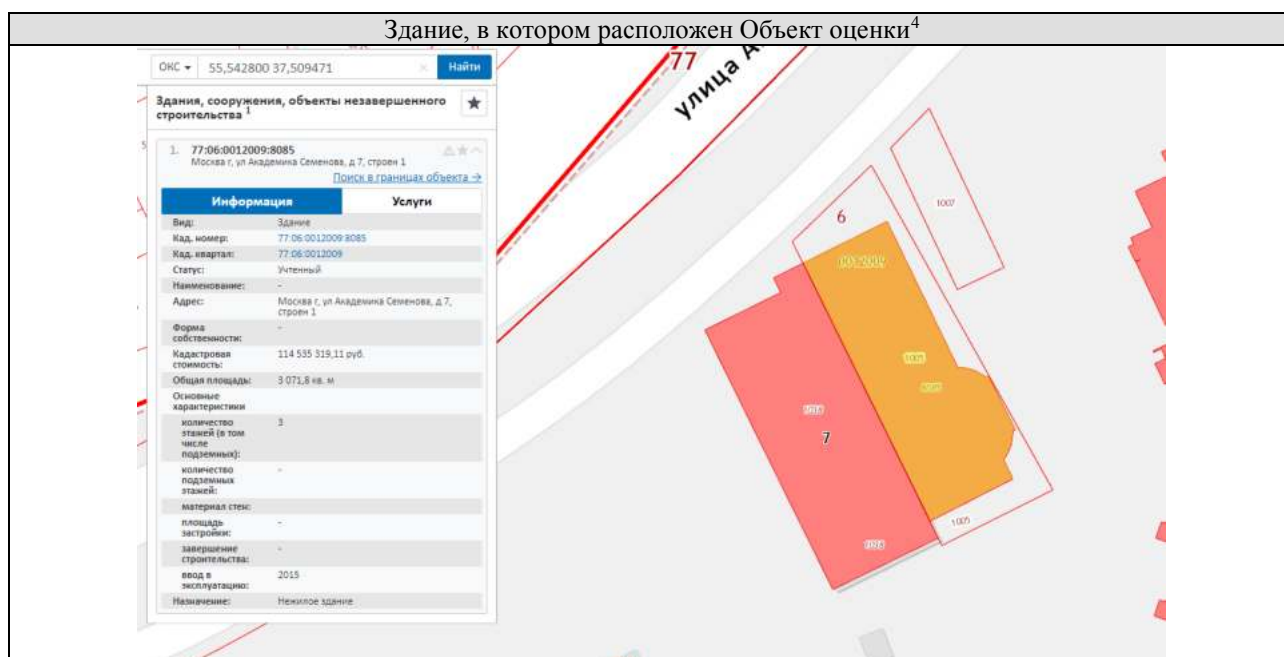 Здание, в котором расположен Объект оценки4
ОКС 55,542800 37,509471 × Найти
Здания, сооружения, объекты незавершенного
строительства 1
1. 77:06:0012009:8085
Москва г, ул Академика Семенова, д 7, строен 1
Поиск в границах объекта →
Информация Услуги
Вид: Здание
Кад. номер: 77:06:0012009:8085
Кад. квартал: 77:06:0012009
Статус: Учтенный
Наименование: -
Адрес: Москва г, ул Академика Семенова, д 7,
строен 1
Форма
собственности: -
Кадастровая
стоимость: 114 535 319,11 руб.
Общая площадь: 3 071,8 кв. м
Основные
характеристики
количество
этажей (в том
числе
подземных): 3
количество
подземных
этажей: -
материал стен:
площадь
застройки: -
завершение
строительства: -
ввод в
эксплуатацию: 2015
Назначение: Нежилое здание
77
улица А
6
1007
0012009
1005
8085
7
1005